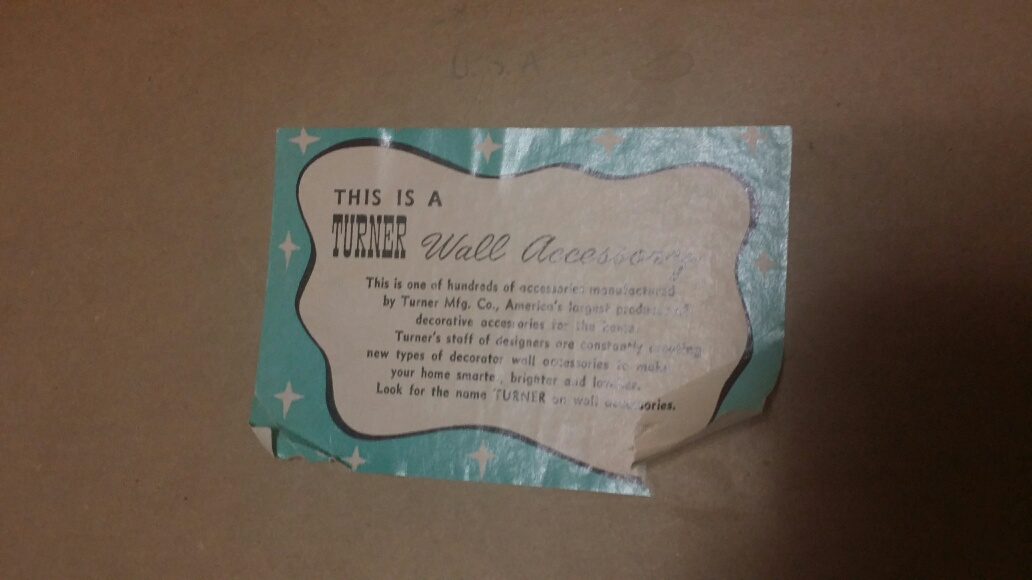 U.S.A
THIS IS A
TURNER Wall Accessory
This is one of hundreds of accessories manufactured
by Turner Mfg. Co., America's largest producer of
decorative accessories for the home.
Turner's staff of designers are constantly creating
new types of decorator wall accessories to make
your home smarter, brighter and lovelier.
Look for the name TURNER on wall accessories.